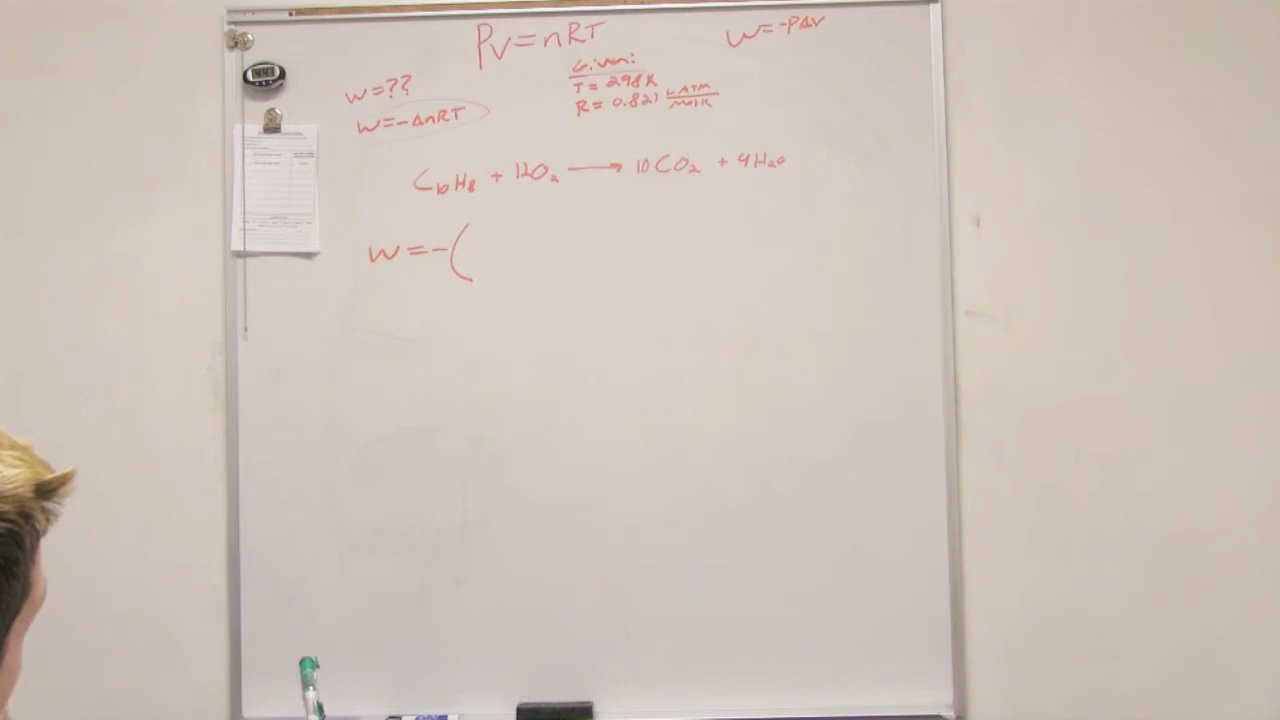 PV=nRT
W=-PΔV
Given:
T= 298K
R= 0.821 L ATM / mol K
W=??
W=-ΔnRT
C₁₀H₈ + 12O₂ ⟶ 10CO₂ + 4H₂O
W=-(